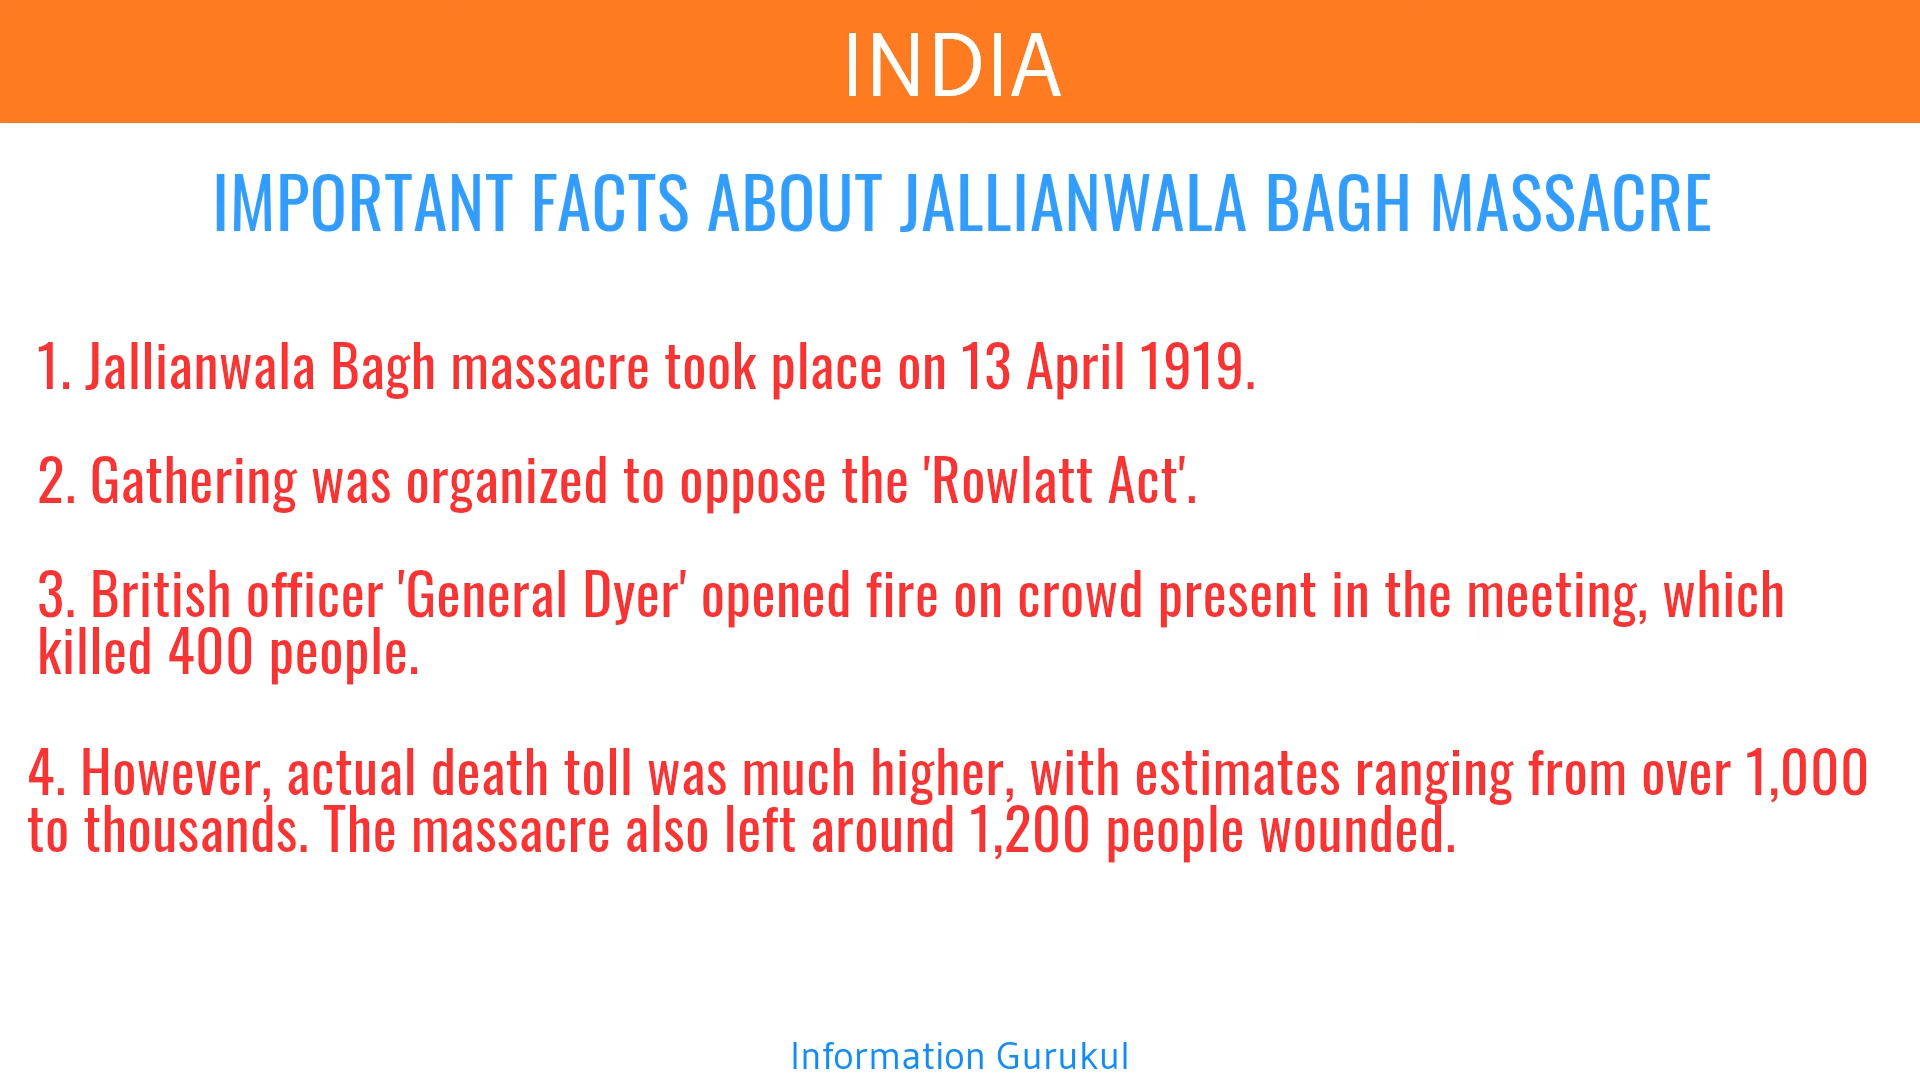 INDIA
IMPORTANT FACTS ABOUT JALLIANWALA BAGH MASSACRE
1. Jallianwala Bagh massacre took place on 13 April 1919.
2. Gathering was organized to oppose the 'Rowlatt Act'.
3. British officer 'General Dyer' opened fire on crowd present in the meeting, which
killed 400 people.
4. However, actual death toll was much higher, with estimates ranging from over 1,000
to thousands. The massacre also left around 1,200 people wounded.
Information Gurukul